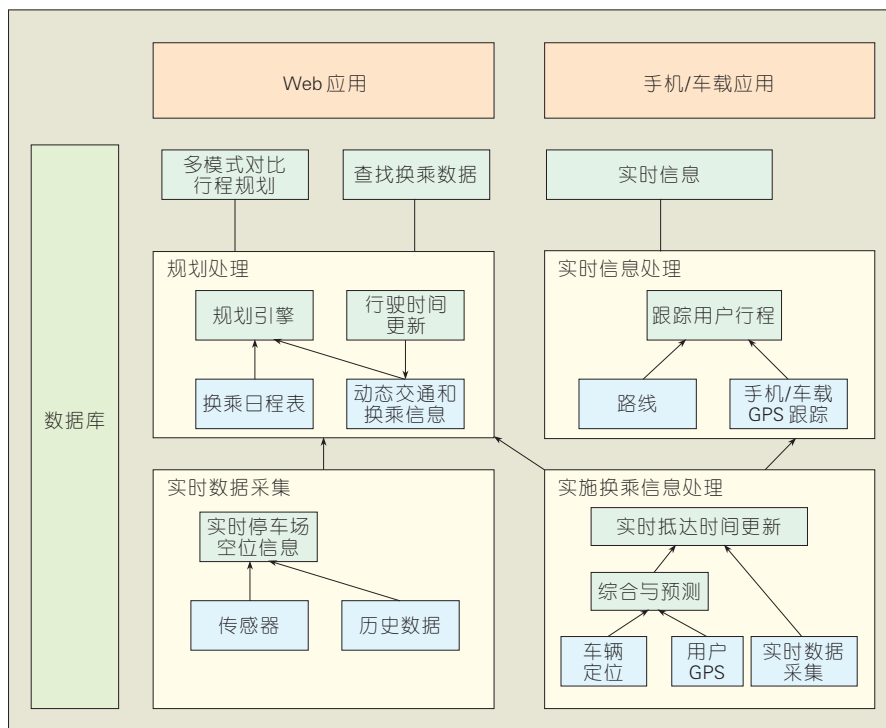 Web应用
手机/车载应用
数据库
多模式对比
行程规划
查找换乘数据
实时信息
规划处理
规划引擎
行驶时间
更新
换乘日程表
动态交通和
换乘信息
实时信息处理
跟踪用户行程
路线
手机/车载
GPS跟踪
实时数据采集
实时停车场
空位信息
传感器
历史数据
实施换乘信息处理
实时抵达时间更新
综合与预测
车辆
定位
用户
GPS
实时数据
采集